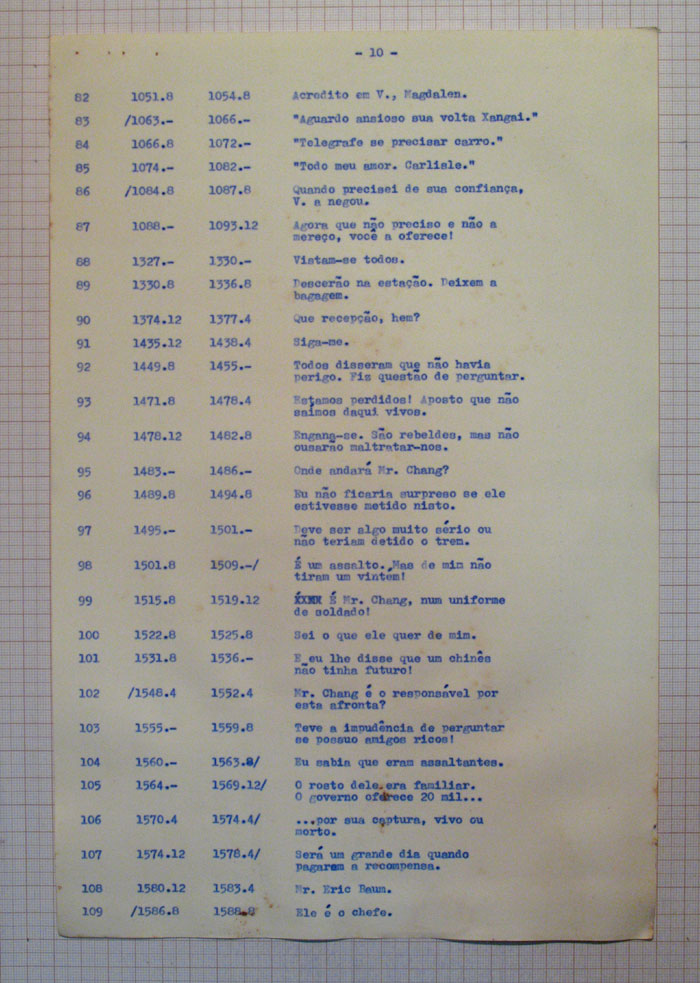 - 10 -
82 1051.8 1054.8 Acredito em V., Magdalen.
83 /1063.- 1066.- "Aguardo ansioso sua volta Xangai."
84 1066.8 1072.- "Telegrafe se precisar carro."
85 1074.- 1082.- "Todo meu amor. Carlisle."
86 /1084.8 1087.8 Quando precisei de sua confiança,
V. a negou.
87 1088.- 1093.12 Agora que não preciso e não a
mereço, você a oferece!
88 1327.- 1330.- Vistam-se todos.
89 1330.8 1336.8 Descerão na estação. Deixem a
bagagem.
90 1374.12 1377.4 Que recepção, hem?
91 1435.12 1438.4 Siga-me.
92 1449.8 1455.- Todos disseram que não havia
perigo. Fiz questão de perguntar.
93 1471.8 1478.4 Estamos perdidos! Aposto que não
saimos daqui vivos.
94 1478.12 1482.8 Engana-se. São rebeldes, mas não
ousarão maltratar-nos.
95 1483.- 1486.- Onde andará Mr. Chang?
96 1489.8 1494.8 Eu não ficaria surpreso se ele
estivesse metido nisto.
97 1495.- 1501.- Deve ser algo muito sério ou
não teriam detido o trem.
98 1501.8 1509.-/ É um assalto. Mas de mim não
tiram um vintém!
99 1515.8 1519.12 É Mr. Chang, num uniforme
de soldado!
100 1522.8 1525.8 Sei o que ele quer de mim.
101 1531.8 1536.- E eu lhe disse que um chinês
não tinha futuro!
102 /1548.4 1552.4 Mr. Chang é o responsável por
esta afronta?
103 1555.- 1559.8 Teve a impudência de perguntar
se possuo amigos ricos!
104 1560.- 1563.8/ Eu sabia que eram assaltantes.
105 1564.- 1569.12/ O rosto dele era familiar.
O governo oferece 20 mil...
106 1570.4 1574.4/ ...por sua captura, vivo ou
morto.
107 1574.12 1578.4/ Será um grande dia quando
pagarem a recompensa.
108 1580.12 1583.4 Mr. Eric Baum.
109 /1586.8 1588.8 Ele é o chefe.